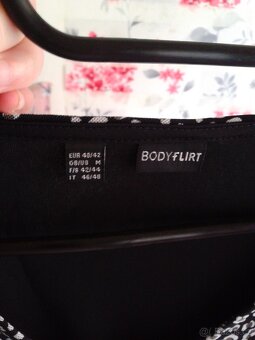 EUR 40/42
GB/US M
F/B 42/44
IT 46/48
BODYFLIRT